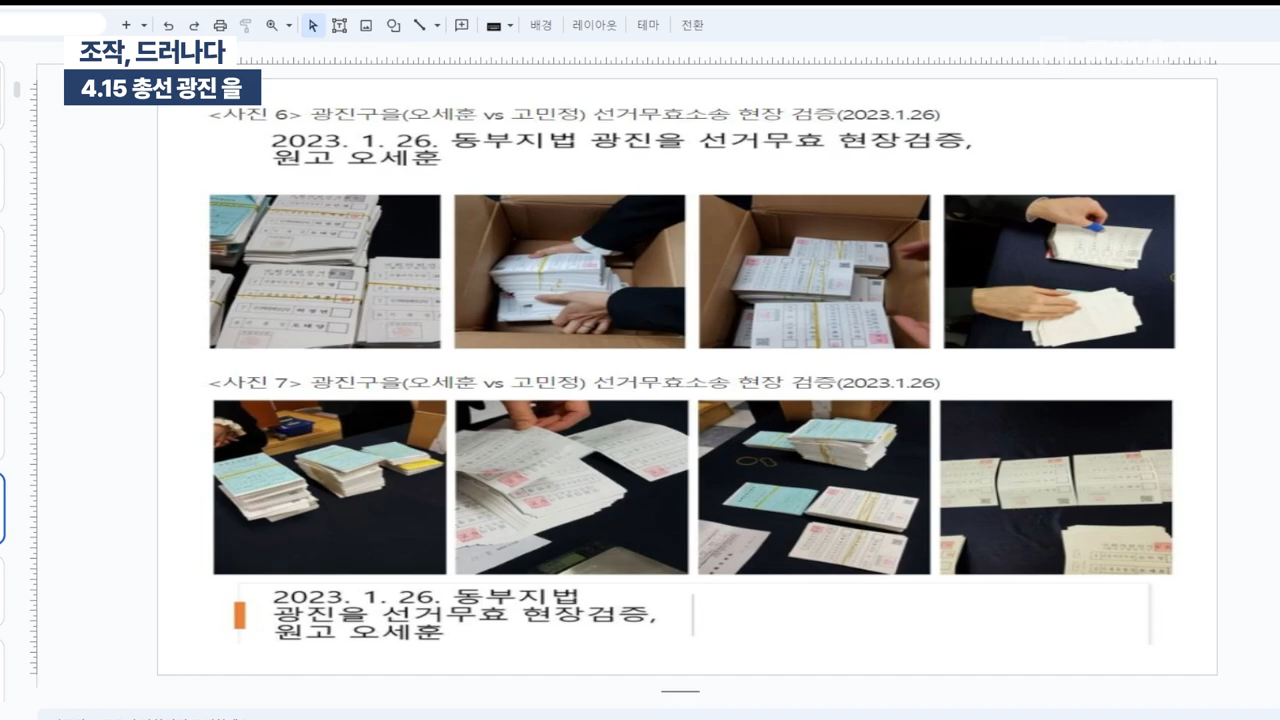 배경
레이아웃
테마
전환
조작, 드러나다
4.15 총선 광진 을
<사진 6> 광진구을(오세훈 vs 고민정) 선거무효소송 현장 검증(2023.1.26)
2023. 1. 26. 동부지법 광진을 선거무효 현장검증,
원고 오세훈
<사진 7> 광진구을(오세훈 vs 고민정) 선거무효소송 현장 검증(2023.1.26)
2023. 1. 26. 동부지법
광진을 선거무효 현장검증,
원고 오세훈